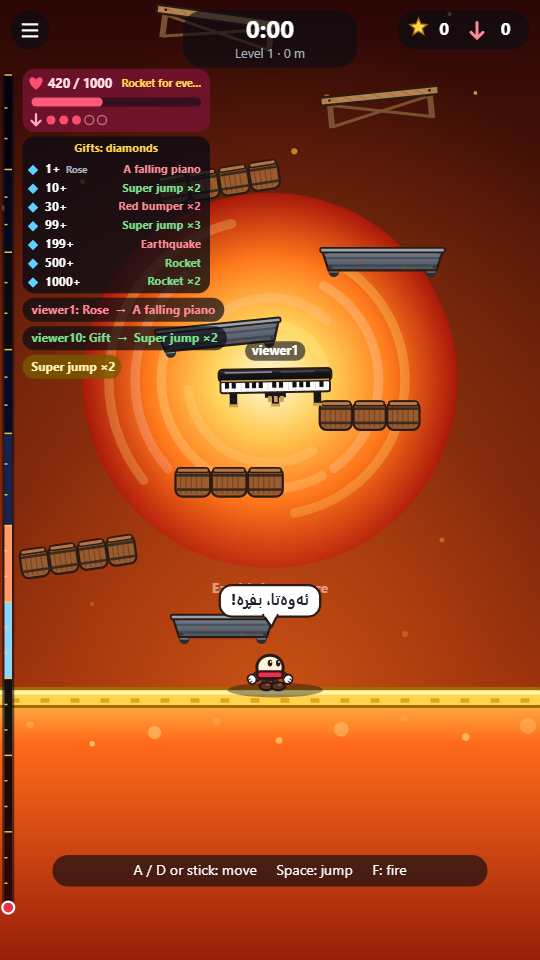 0:00
Level 1 · 0 m
0
0
420 / 1000 Rocket for eve...
Gifts: diamonds
1+ Rose A falling piano
10+ Super jump ×2
30+ Red bumper ×2
99+ Super jump ×3
199+ Earthquake
500+ Rocket
1000+ Rocket ×2
viewer1: Rose → A falling piano
viewer10: Gift → Super jump ×2
viewer1
Super jump ×2
ئەوەتا، بفڕە!
A / D or stick: move Space: jump F: fire